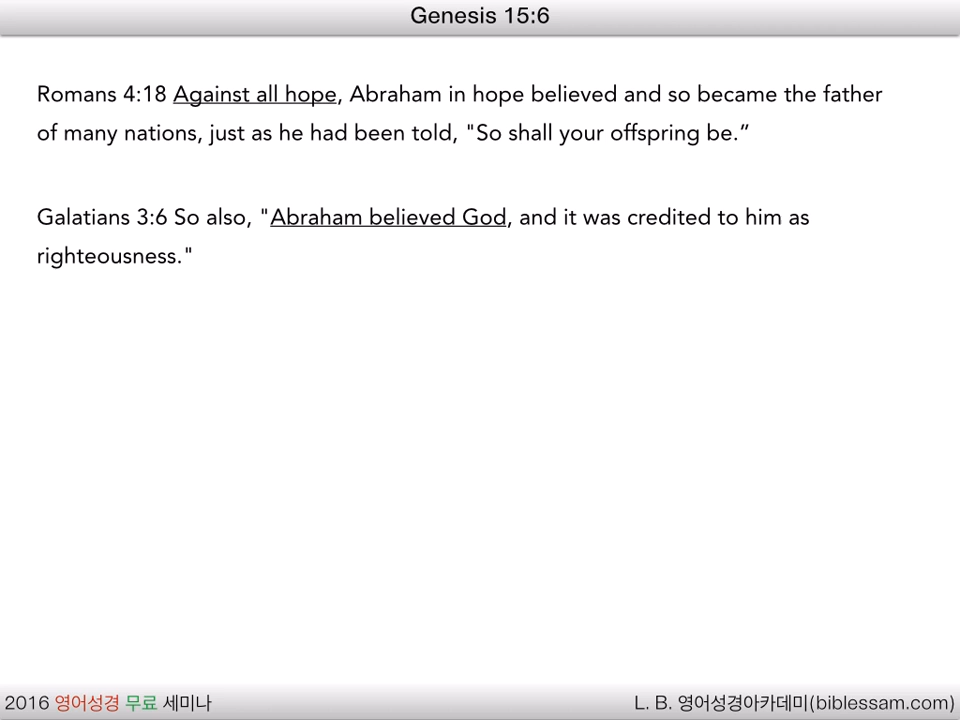 Genesis 15:6
Romans 4:18 Against all hope, Abraham in hope believed and so became the father
of many nations, just as he had been told, "So shall your offspring be.”
Galatians 3:6 So also, "Abraham believed God, and it was credited to him as
righteousness."
2016 영어성경 무료 세미나
L. B. 영어성경아카데미(biblessam.com)